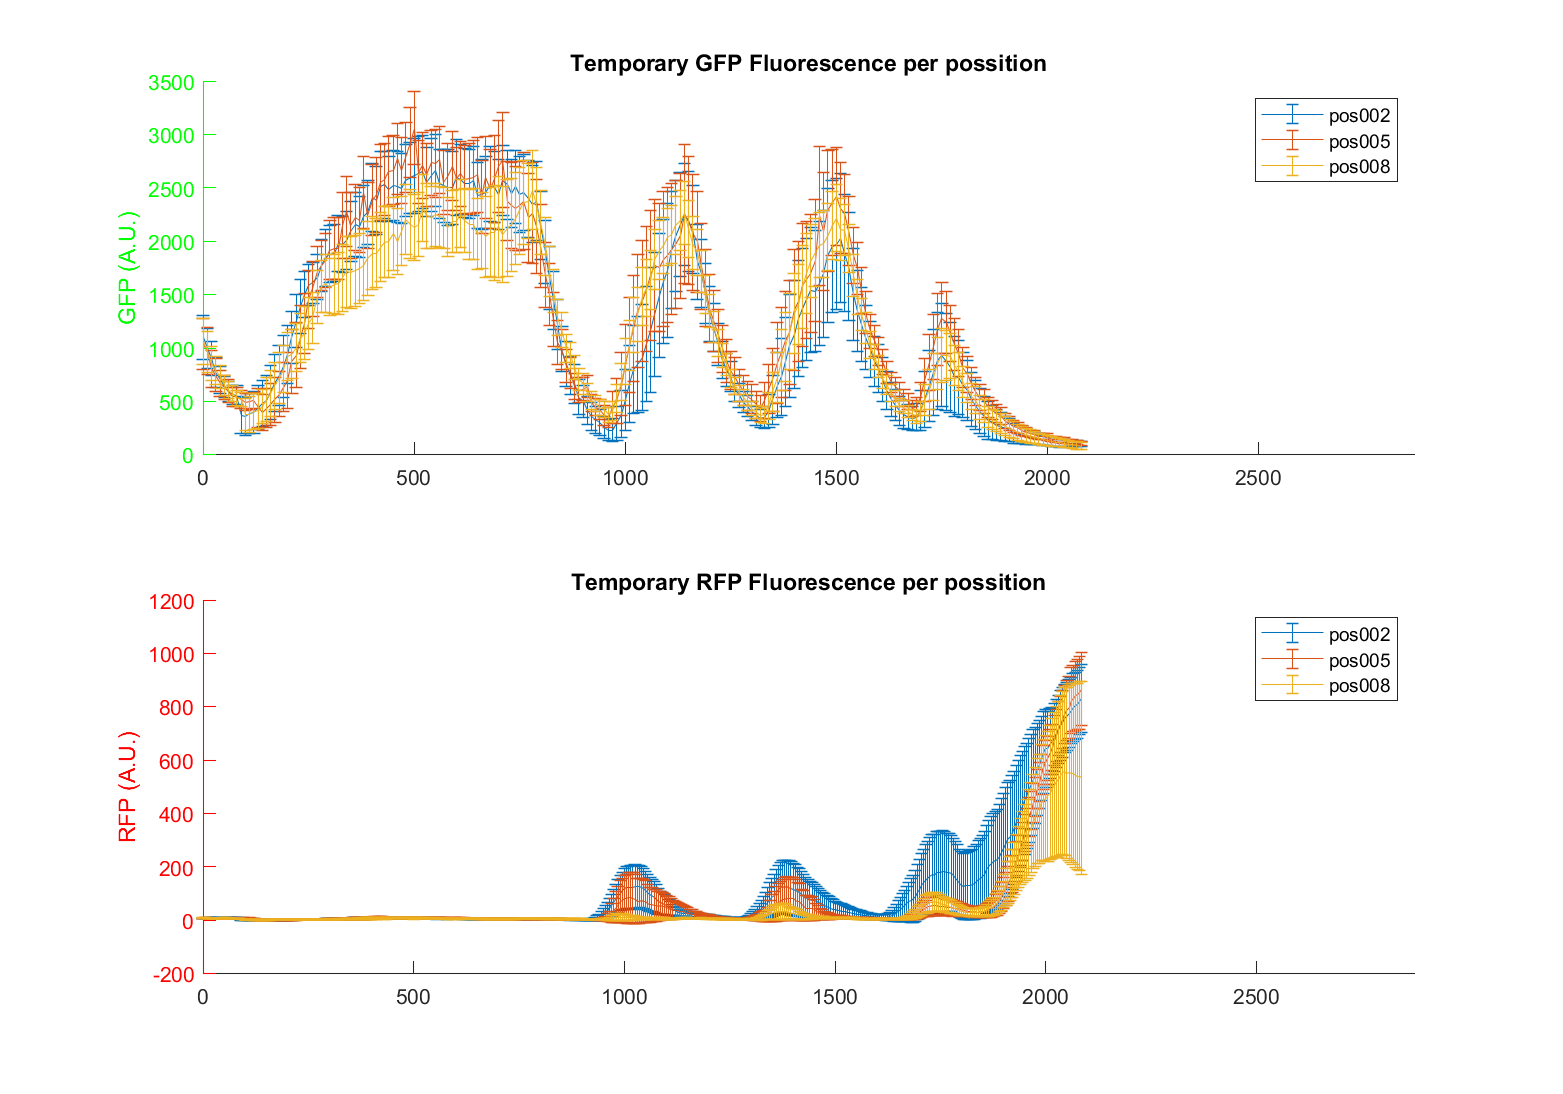 Temporary GFP Fluorescence per possition
GFP (A.U.)
3500
3000
2500
2000
1500
1000
500
0
0 500 1000 1500 2000 2500
pos002
pos005
pos008
Temporary RFP Fluorescence per possition
RFP (A.U.)
1200
1000
800
600
400
200
0
-200
0 500 1000 1500 2000 2500
pos002
pos005
pos008